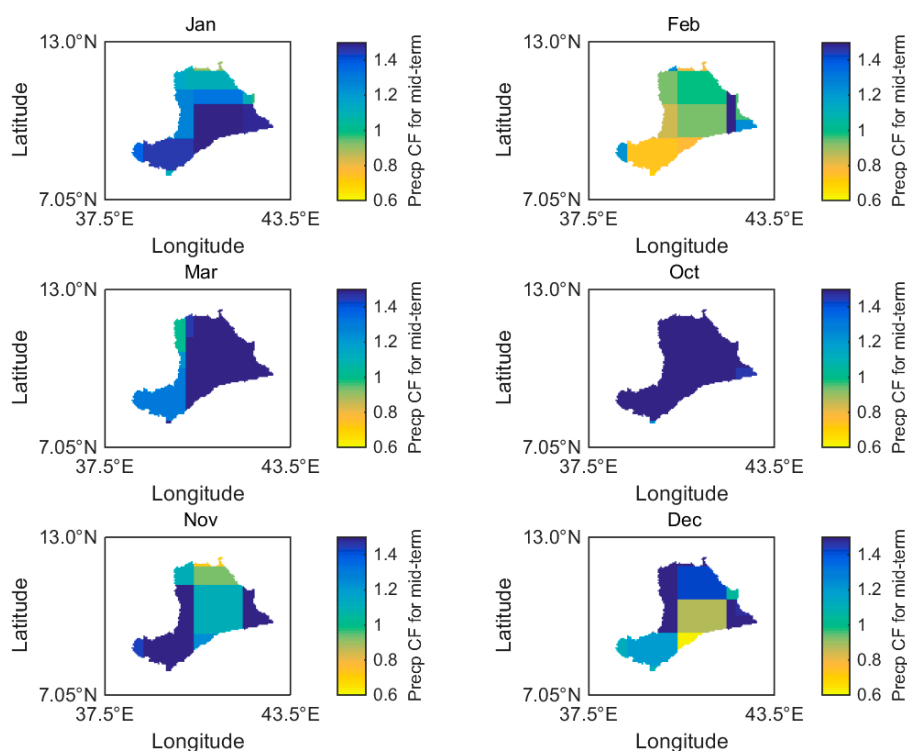 Jan
13.0°N
Latitude
7.05°N
37.5°E
43.5°E
Longitude
1.4
1.2
1
0.8
0.6
Precp CF for mid-term
Feb
13.0°N
Latitude
7.05°N
37.5°E
43.5°E
Longitude
1.4
1.2
1
0.8
0.6
Precp CF for mid-term
Mar
13.0°N
Latitude
7.05°N
37.5°E
43.5°E
Longitude
1.4
1.2
1
0.8
0.6
Precp CF for mid-term
Oct
13.0°N
Latitude
7.05°N
37.5°E
43.5°E
Longitude
1.4
1.2
1
0.8
0.6
Precp CF for mid-term
Nov
13.0°N
Latitude
7.05°N
37.5°E
43.5°E
Longitude
1.4
1.2
1
0.8
0.6
Precp CF for mid-term
Dec
13.0°N
Latitude
7.05°N
37.5°E
43.5°E
Longitude
1.4
1.2
1
0.8
0.6
Precp CF for mid-term